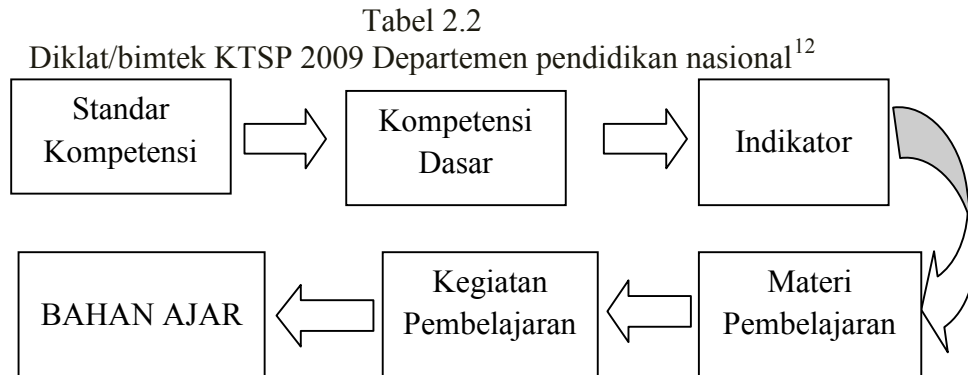 Tabel 2.2
Diklat/bimtek KTSP 2009 Departemen pendidikan nasional12
Standar
Kompetensi
Kompetensi
Dasar
Indikator
Materi
Pembelajaran
Kegiatan
Pembelajaran
BAHAN AJAR